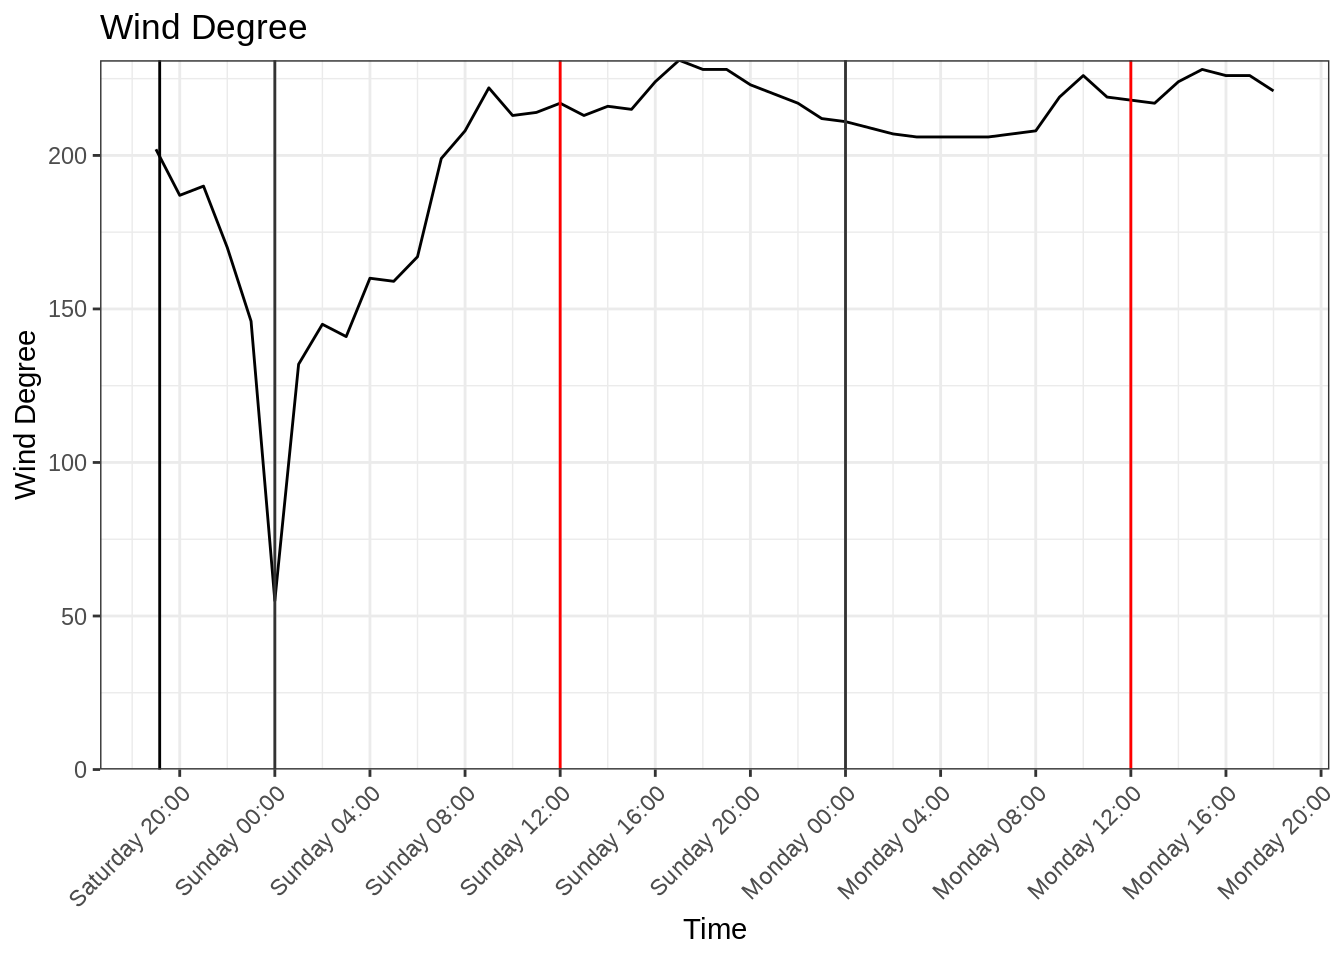 Wind Degree
Wind Degree
200
150
100
50
0
Saturday 20:00
Sunday 00:00
Sunday 04:00
Sunday 08:00
Sunday 12:00
Sunday 16:00
Sunday 20:00
Monday 00:00
Monday 04:00
Monday 08:00
Monday 12:00
Monday 16:00
Monday 20:00
Time